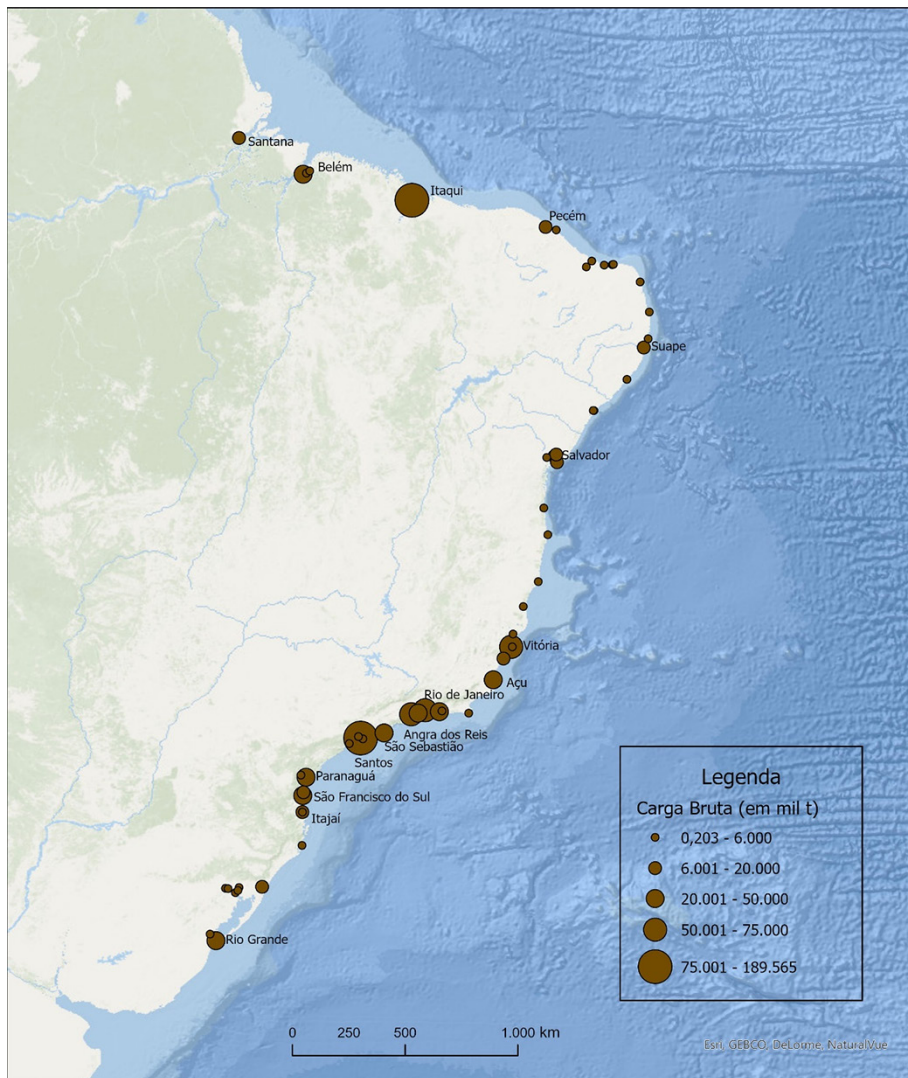 Santana
Belém
Itaqui
Pecém
Suape
Salvador
Vitória
Açu
Rio de Janeiro
Angra dos Reis
São Sebastião
Santos
Paranaguá
São Francisco do Sul
Itajaí
Rio Grande
Legenda
Carga Bruta (em mil t)
0,203 - 6.000
6.001 - 20.000
20.001 - 50.000
50.001 - 75.000
75.001 - 189.565
0 250 500 1.000 km
Esri, GEBCO, DeLorme, NaturalVue